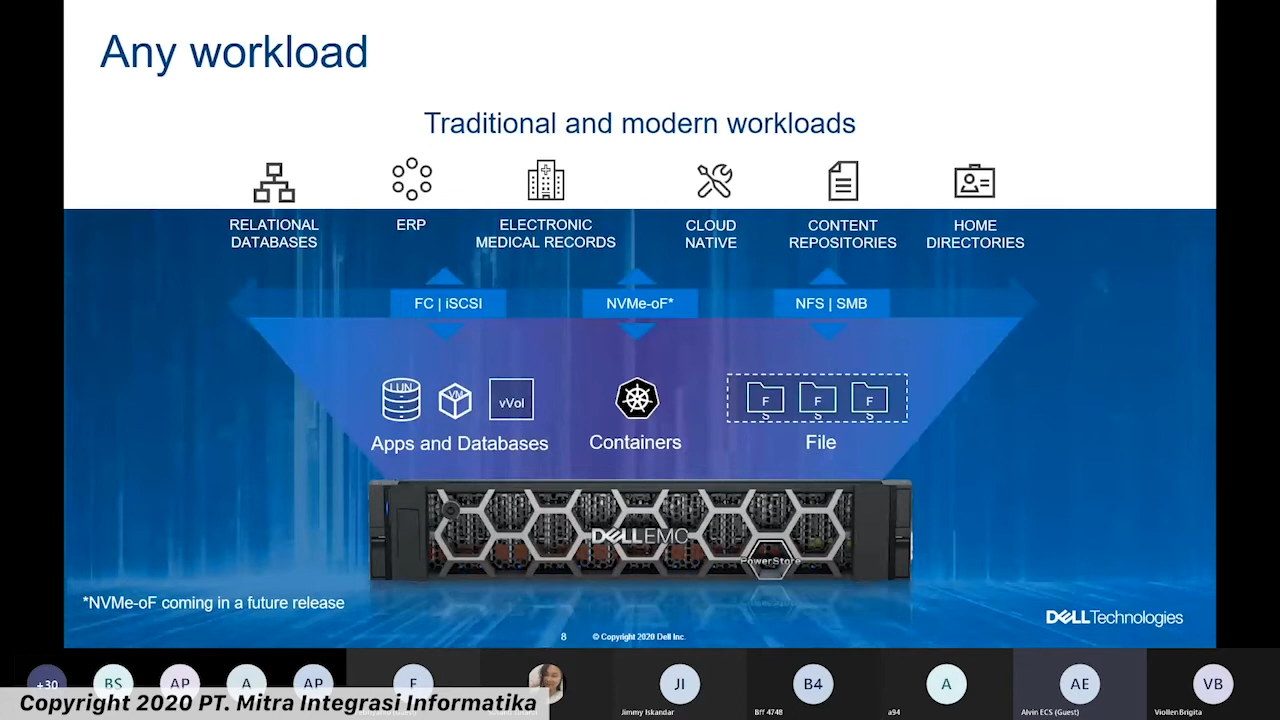 Any workload
Traditional and modern workloads
RELATIONAL
DATABASES
ERP
ELECTRONIC
MEDICAL RECORDS
CLOUD
NATIVE
CONTENT
REPOSITORIES
HOME
DIRECTORIES
FC | iSCSI
NVMe-oF*
NFS | SMB
LUN
VM
vVol
F
S
F
S
F
S
Apps and Databases
Containers
File
DELL EMC
PowerStore
*NVMe-oF coming in a future release
DELL Technologies
8
© Copyright 2020 Dell Inc.
+30
BS
AP
A
AP
F
JI
B4
A
AE
VB
Jimmy Iskandar
Bff 4748
a94
Alvin ECS (Guest)
Viollen.Brigita
Copyright 2020 PT. Mitra Integrasi Informatika